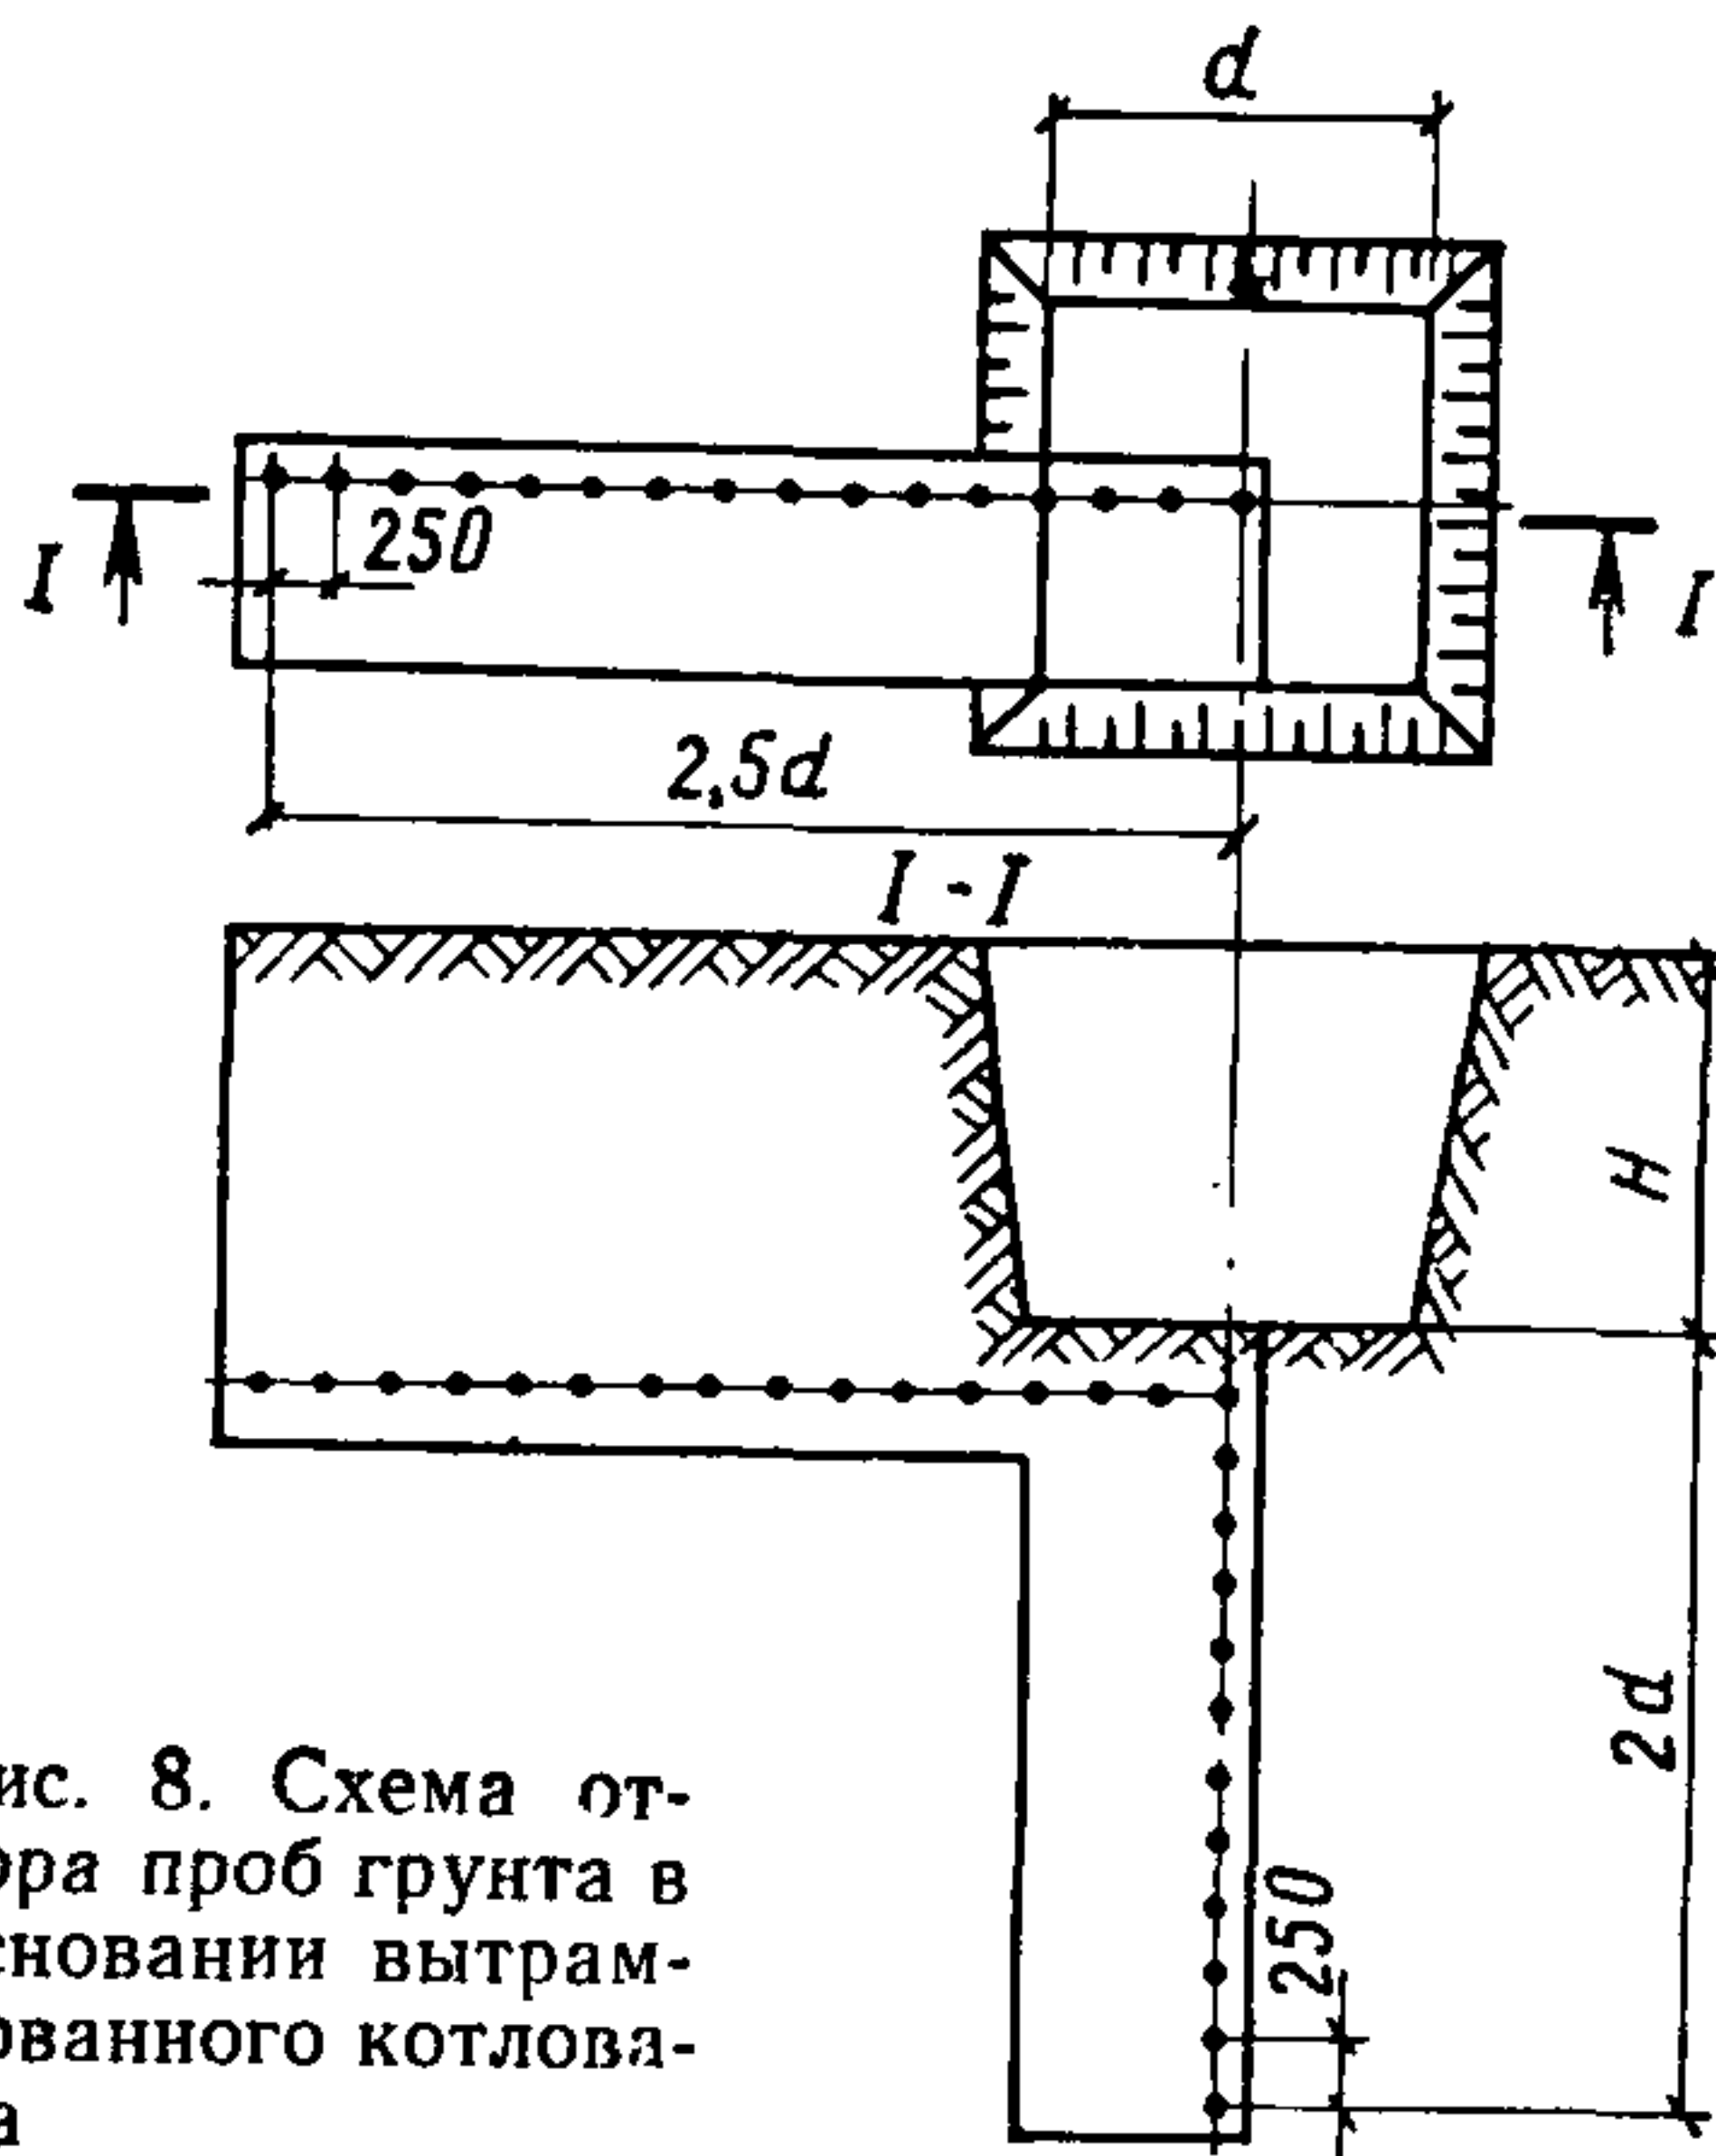 d
250
I
I
2,5d
I-I
H
2d
250
ис. 8. Схема от-
ора проб грунта в
сновании вытрам-
ованного котлова-
а